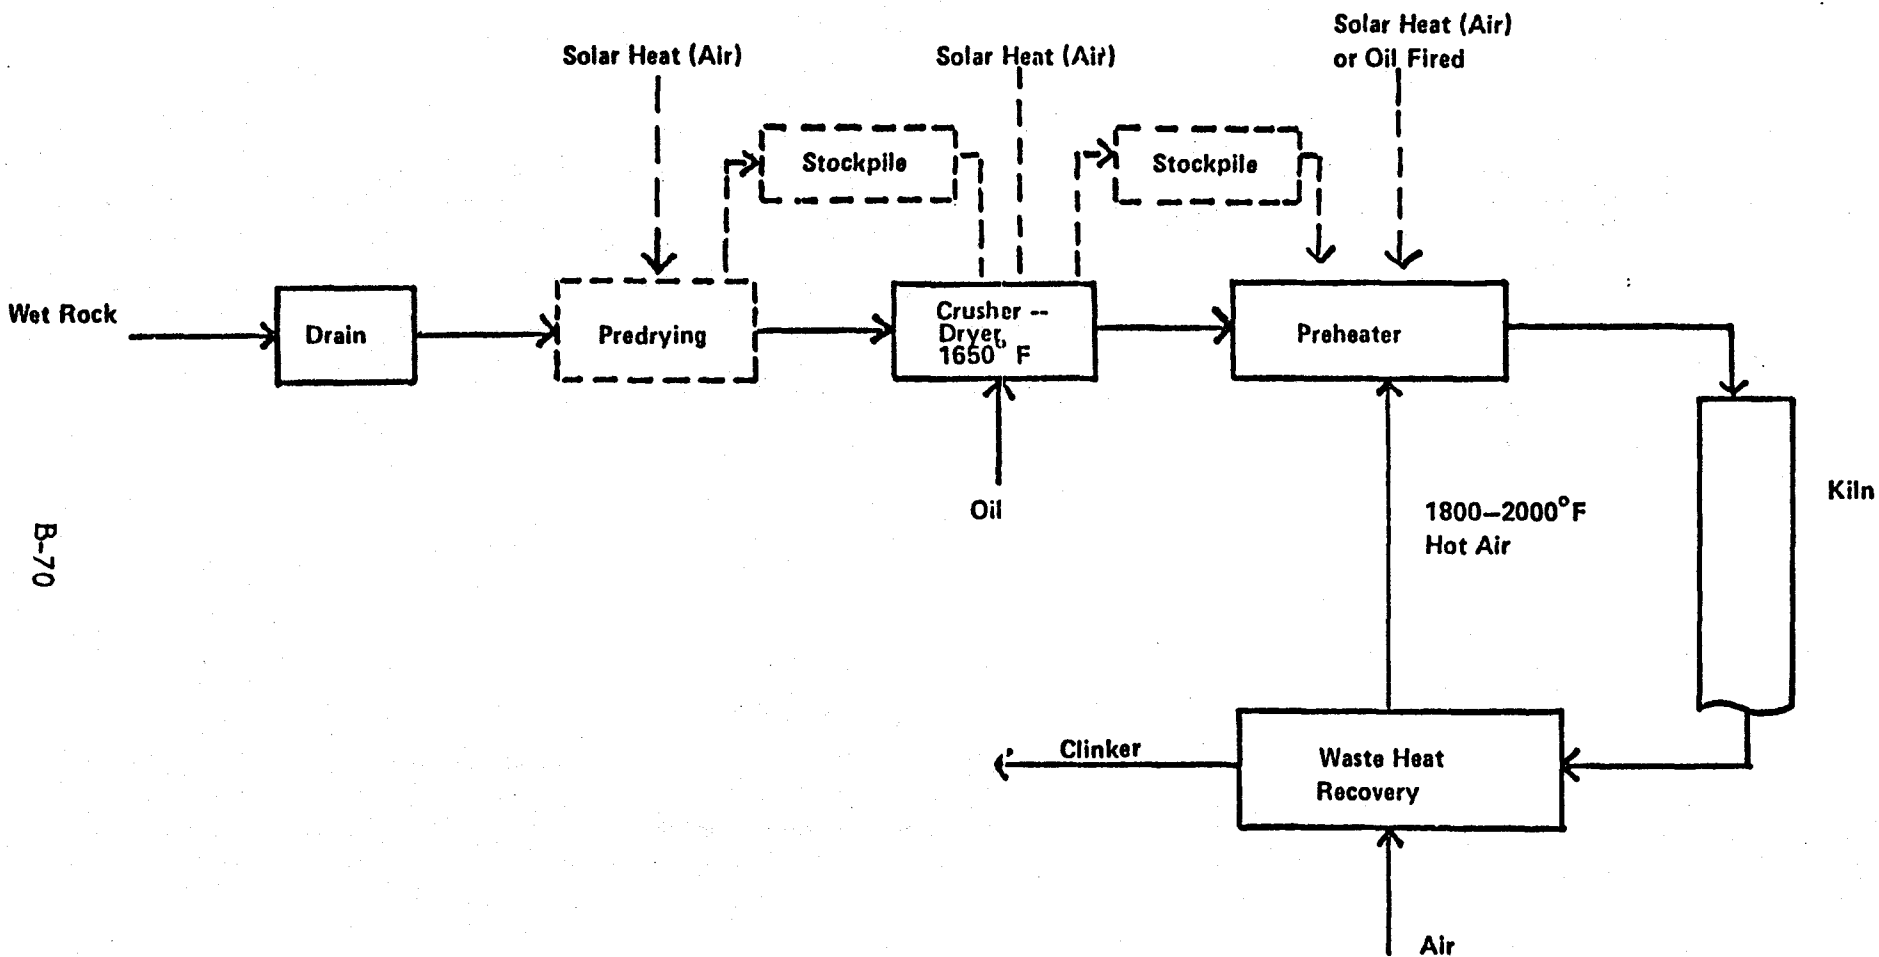 Solar Heat (Air)
Solar Heat (Air)
Solar Heat (Air)
or Oil Fired
Stockpile
Stockpile
Wet Rock
Drain
Predrying
Crusher --
Dryer,
1650° F
Preheater
Oil
1800–2000°F
Hot Air
Kiln
B-70
Clinker
Waste Heat
Recovery
Air